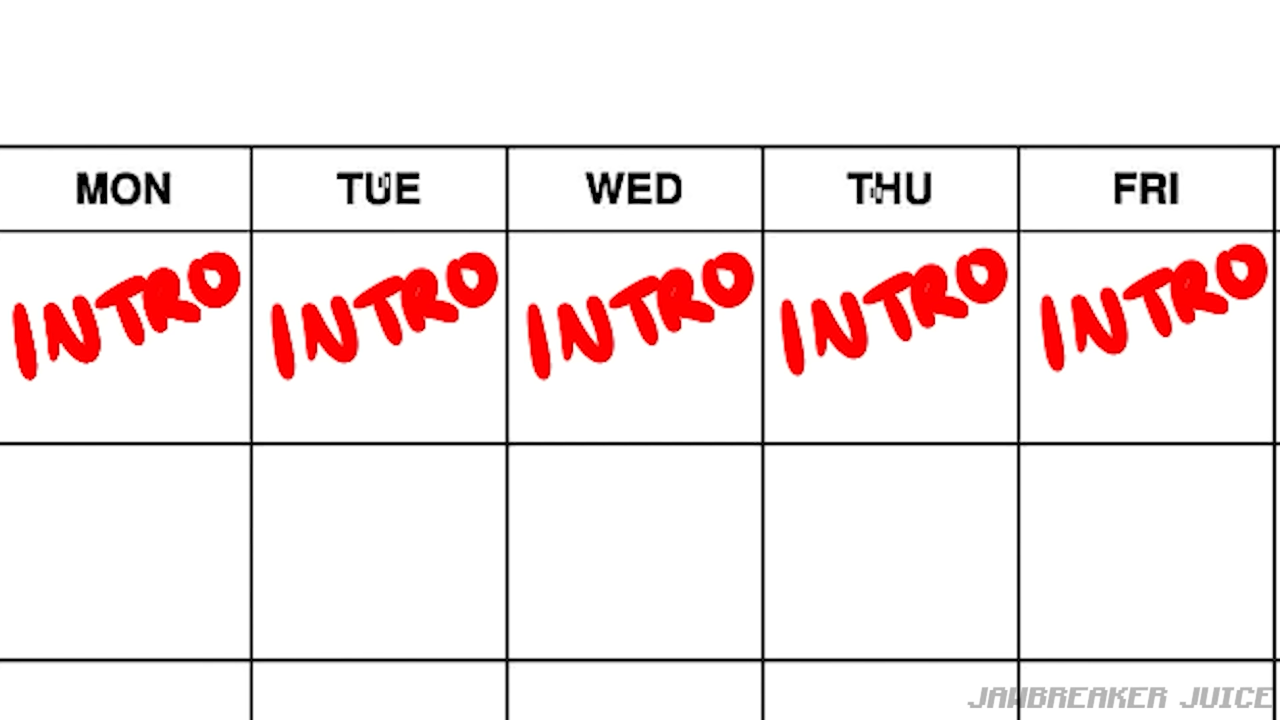 MON TUE WED THU FRI
INTRO INTRO INTRO INTRO INTRO
JAWBREAKER JUICE